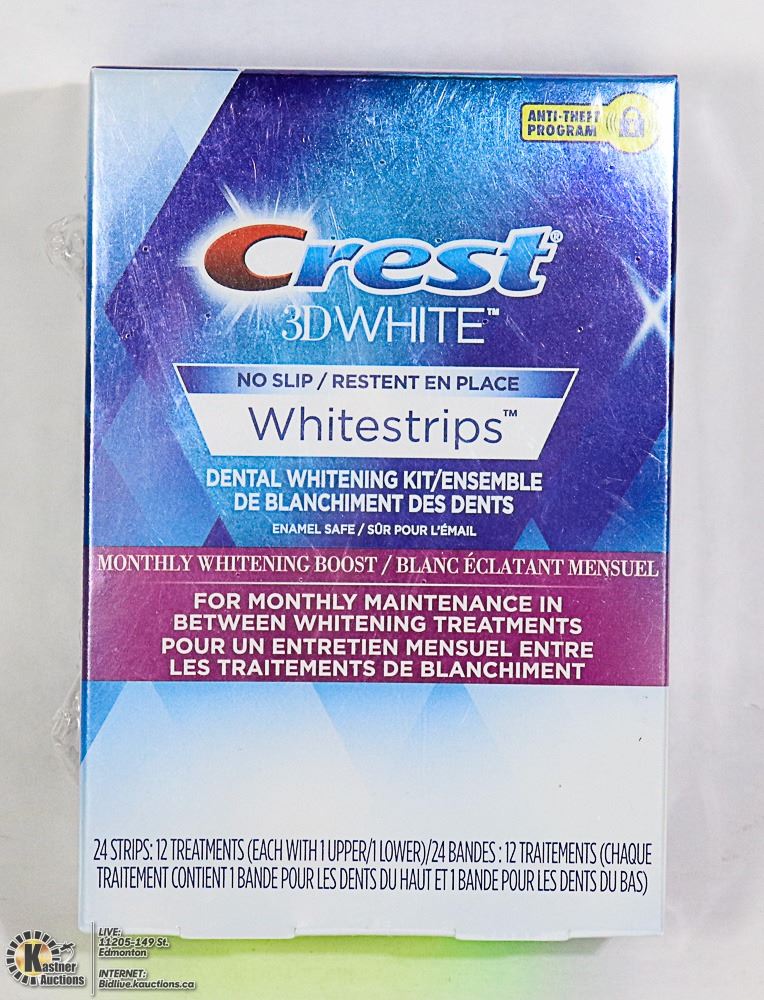 ANTI-THEFT
PROGRAM
Crest®
3D WHITE™
NO SLIP / RESTENT EN PLACE
Whitestrips™
DENTAL WHITENING KIT/ENSEMBLE
DE BLANCHIMENT DES DENTS
ENAMEL SAFE / SÛR POUR L'ÉMAIL
MONTHLY WHITENING BOOST / BLANC ÉCLATANT MENSUEL
FOR MONTHLY MAINTENANCE IN
BETWEEN WHITENING TREATMENTS
POUR UN ENTRETIEN MENSUEL ENTRE
LES TRAITEMENTS DE BLANCHIMENT
24 STRIPS: 12 TREATMENTS (EACH WITH 1 UPPER/1 LOWER)/24 BANDES : 12 TRAITEMENTS (CHAQUE
TRAITEMENT CONTIENT 1 BANDE POUR LES DENTS DU HAUT ET 1 BANDE POUR LES DENTS DU BAS)
Kastner
Auctions
LIVE:
11205-149 St.
Edmonton
INTERNET:
Bidlive.kauctions.ca